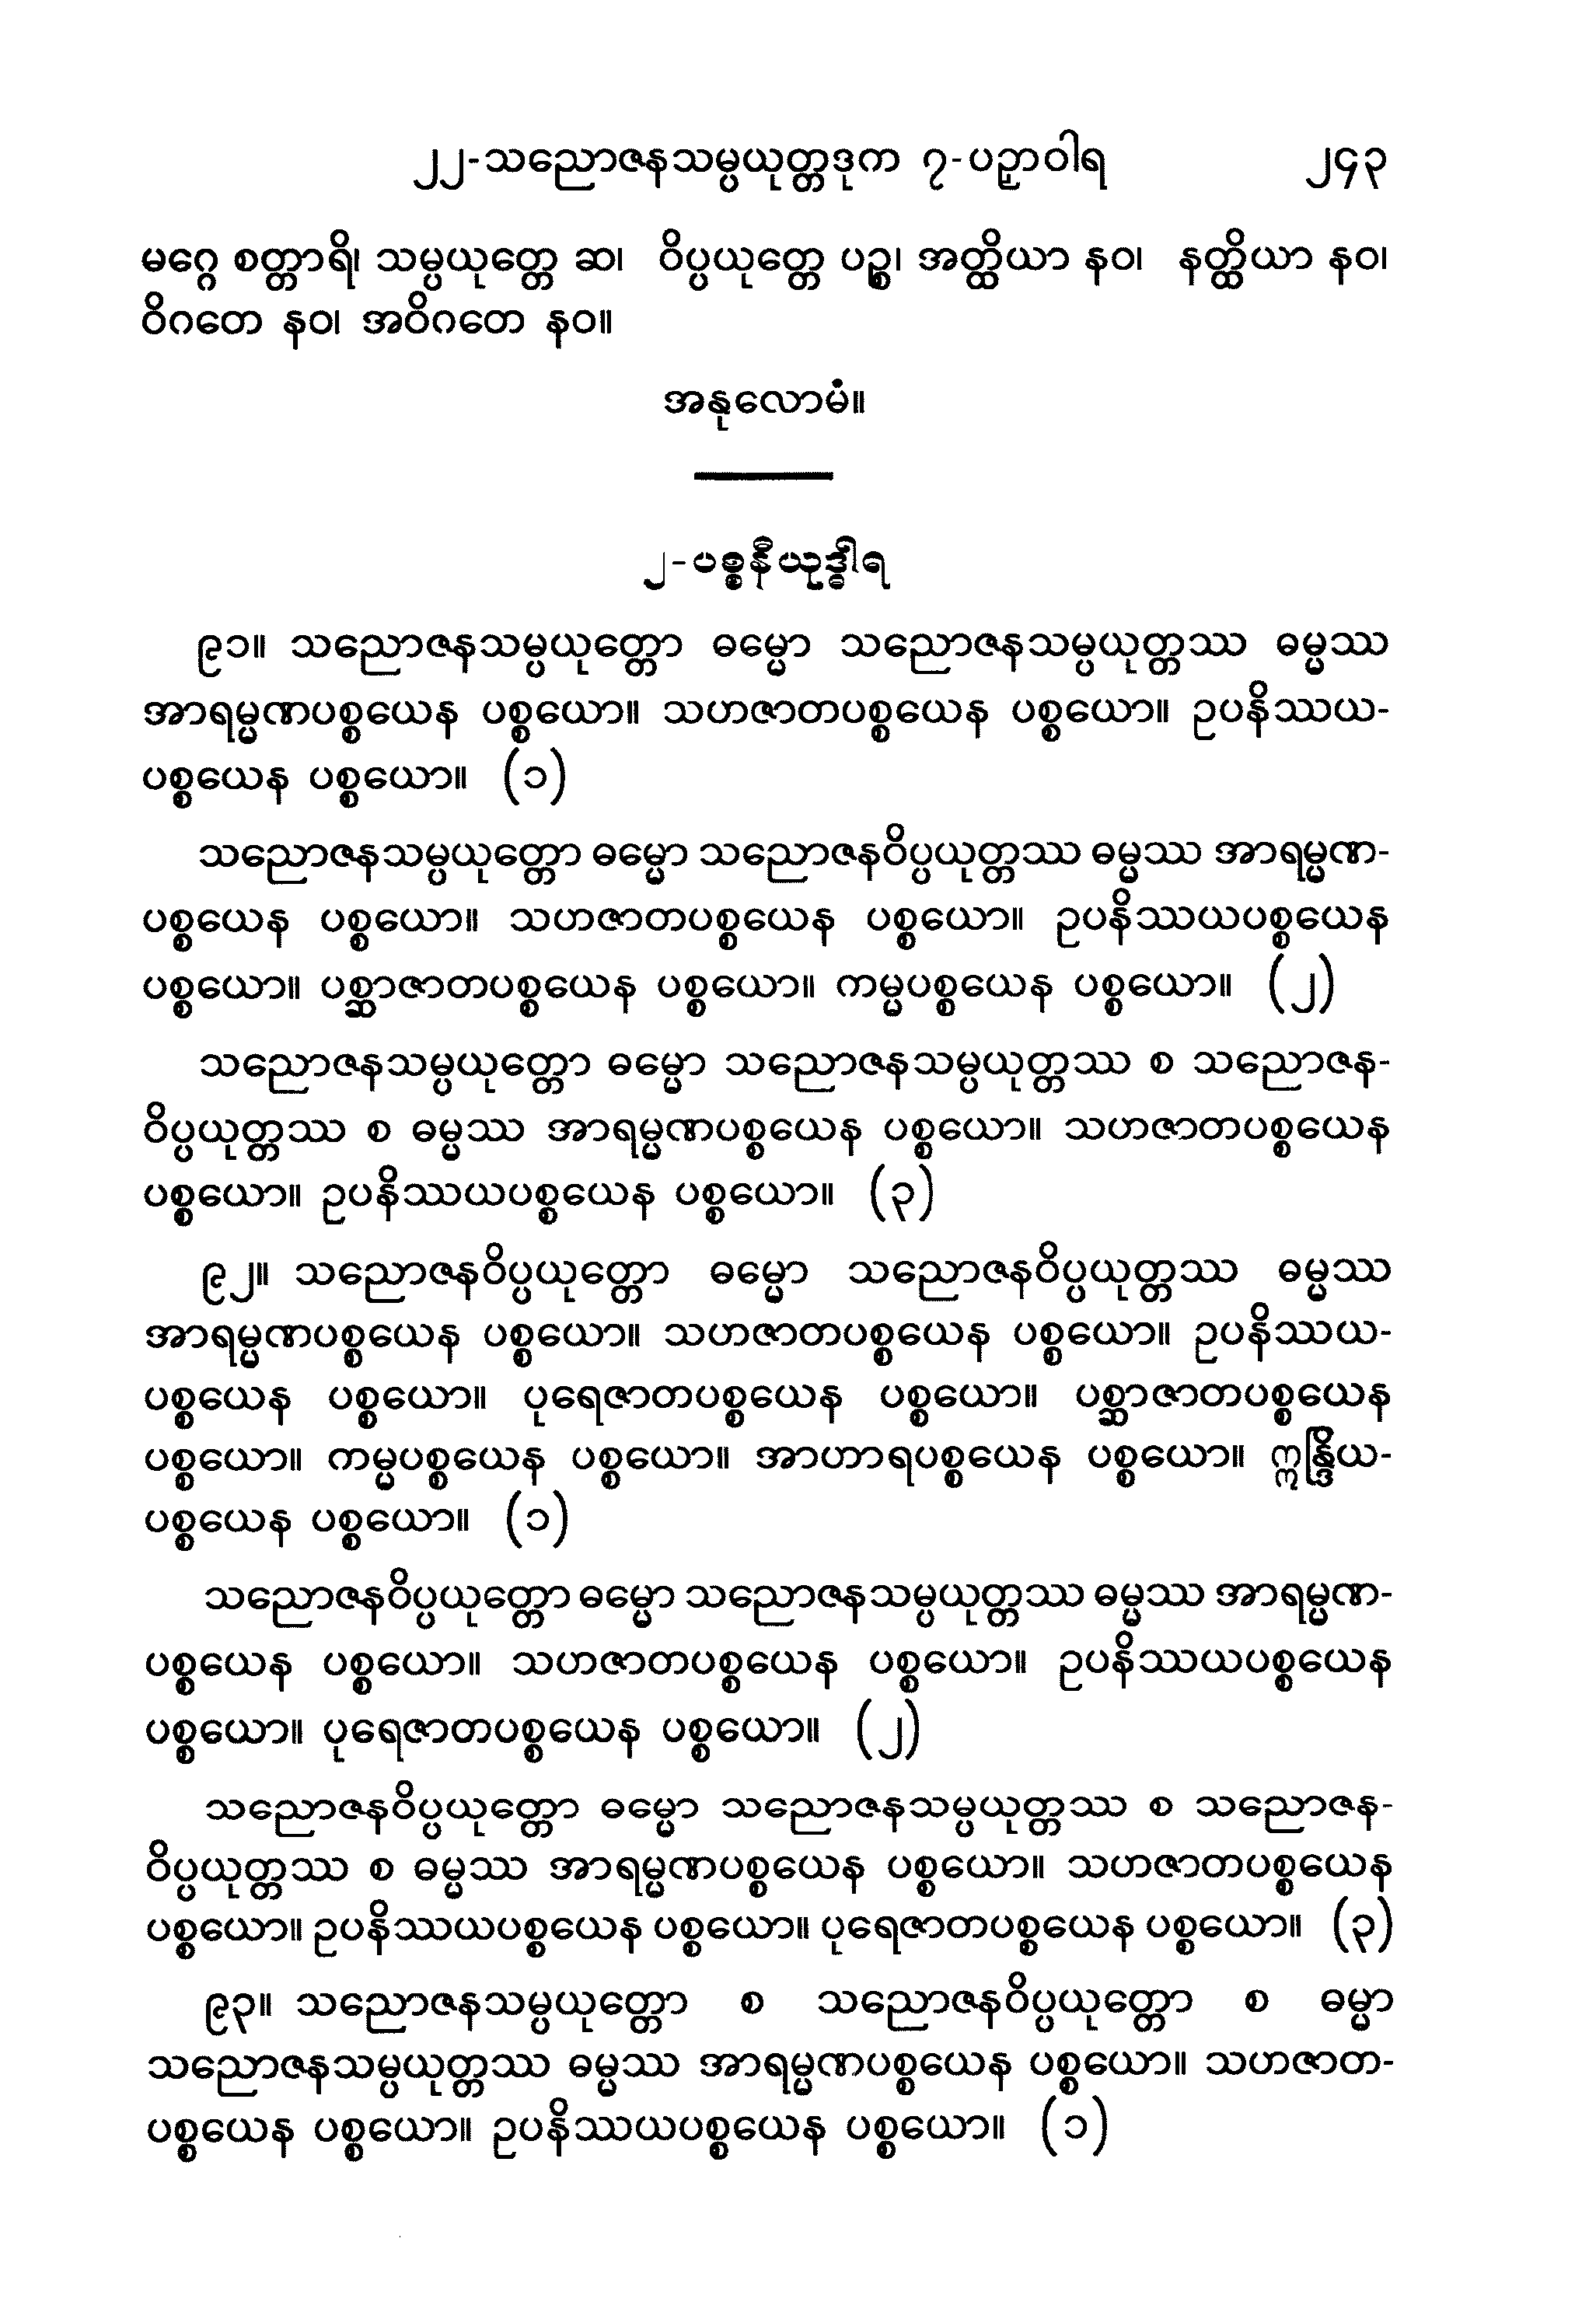 ၂၂-သညောဇနသမ္ပယုတ္တဒုက ၇-ပဉှာဝါရ ၂၄၃
မဂ္ဂေ စတ္တာရိ၊ သမ္ပယုတ္တေ ဆ၊ ဝိပ္ပယုတ္တေ ပဉ္စ၊ အတ္ထိယာ နဝ၊ နတ္ထိယာ နဝ၊
ဝိဂတေ နဝ၊ အဝိဂတေ နဝ။
အနုလောမံ။
၂-ပစ္စနီယုဒ္ဓါရ
၉၁။ သညောဇနသမ္ပယုတ္တော ဓမ္မော သညောဇနသမ္ပယုတ္တဿ ဓမ္မဿ
အာရမ္မဏပစ္စယေန ပစ္စယော။ သဟဇာတပစ္စယေန ပစ္စယော။ ဥပနိဿယ-
ပစ္စယေန ပစ္စယော။ (၁)
သညောဇနသမ္ပယုတ္တော ဓမ္မော သညောဇနဝိပ္ပယုတ္တဿ ဓမ္မဿ အာရမ္မဏ-
ပစ္စယေန ပစ္စယော။ သဟဇာတပစ္စယေန ပစ္စယော။ ဥပနိဿယပစ္စယေန
ပစ္စယော။ ပစ္ဆာဇာတပစ္စယေန ပစ္စယော။ ကမ္မပစ္စယေန ပစ္စယော။ (၂)
သညောဇနသမ္ပယုတ္တော ဓမ္မော သညောဇနသမ္ပယုတ္တဿ စ သညောဇန-
ဝိပ္ပယုတ္တဿ စ ဓမ္မဿ အာရမ္မဏပစ္စယေန ပစ္စယော။ သဟဇာတပစ္စယေန
ပစ္စယော။ ဥပနိဿယပစ္စယေန ပစ္စယော။ (၃)
၉၂။ သညောဇနဝိပ္ပယုတ္တော ဓမ္မော သညောဇနဝိပ္ပယုတ္တဿ ဓမ္မဿ
အာရမ္မဏပစ္စယေန ပစ္စယော။ သဟဇာတပစ္စယေန ပစ္စယော။ ဥပနိဿယ-
ပစ္စယေန ပစ္စယော။ ပုရေဇာတပစ္စယေန ပစ္စယော။ ပစ္ဆာဇာတပစ္စယေန
ပစ္စယော။ ကမ္မပစ္စယေန ပစ္စယော။ အာဟာရပစ္စယေန ပစ္စယော။ ဣန္ဒြိယ-
ပစ္စယေန ပစ္စယော။ (၁)
သညောဇနဝိပ္ပယုတ္တော ဓမ္မော သညောဇနသမ္ပယုတ္တဿ ဓမ္မဿ အာရမ္မဏ-
ပစ္စယေန ပစ္စယော။ သဟဇာတပစ္စယေန ပစ္စယော။ ဥပနိဿယပစ္စယေန
ပစ္စယော။ ပုရေဇာတပစ္စယေန ပစ္စယော။ (၂)
သညောဇနဝိပ္ပယုတ္တော ဓမ္မော သညောဇနသမ္ပယုတ္တဿ စ သညောဇန-
ဝိပ္ပယုတ္တဿ စ ဓမ္မဿ အာရမ္မဏပစ္စယေန ပစ္စယော။ သဟဇာတပစ္စယေန
ပစ္စယော။ ဥပနိဿယပစ္စယေန ပစ္စယော။ ပုရေဇာတပစ္စယေန ပစ္စယော။ (၃)
၉၃။ သညောဇနသမ္ပယုတ္တော စ သညောဇနဝိပ္ပယုတ္တော စ ဓမ္မာ
သညောဇနသမ္ပယုတ္တဿ ဓမ္မဿ အာရမ္မဏပစ္စယေန ပစ္စယော။ သဟဇာတ-
ပစ္စယေန ပစ္စယော။ ဥပနိဿယပစ္စယေန ပစ္စယော။ (၁)